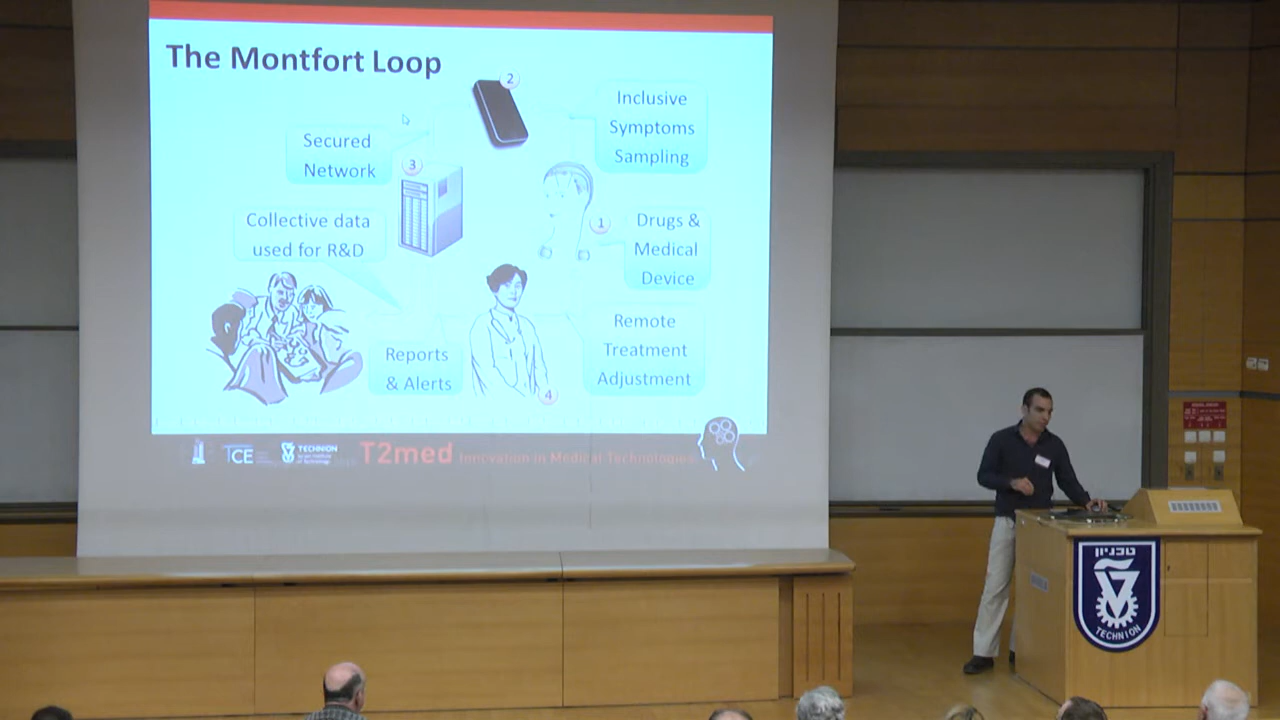 The Montfort Loop
2
Inclusive
Symptoms
Sampling
Secured
Network
3
Collective data
used for R&D
1
Drugs &
Medical
Device
Remote
Treatment
Adjustment
Reports
& Alerts
4
TCE
TECHNION
T2med Innovation in Medical Technologies
טכניון
TECHNION